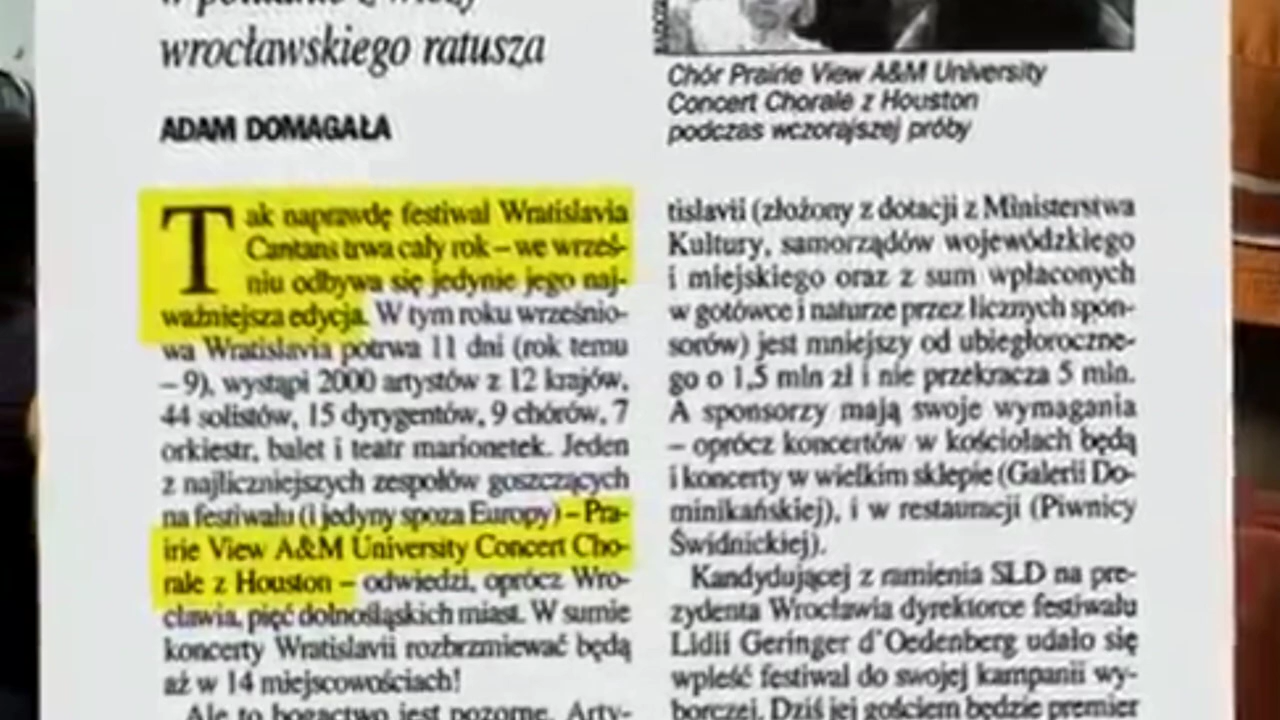 wrocławskiego ratusza
ADAM DOMAGAŁA
Tak naprawdę festiwal Wratislavia
Cantans trwa cały rok – we wrześ-
niu odbywa się jedynie jego naj-
ważniejsza edycja. W tym roku wrześnio-
wa Wratislavia potrwa 11 dni (rok temu
– 9), wystąpi 2000 artystów z 12 krajów,
44 solistów, 15 dyrygentów, 9 chórów, 7
orkiestr, balet i teatr marionetek. Jeden
z najliczniejszych zespołów goszczących
na festiwalu (i jedyny spoza Europy) – Pra-
irie View A&M University Concert Cho-
rale z Houston – odwiedzi, oprócz Wro-
cławia, pięć dolnośląskich miast. W sumie
koncerty Wratislavii rozbrzmiewać będą
aż w 14 miejscowościach!
Ale to bogactwo jest pozorne. Arty-
Chór Prairie View A&M University
Concert Chorale z Houston
podczas wczorajszej próby
tislavii (złożony z dotacji z Ministerstwa
Kultury, samorządów wojewódzkiego
i miejskiego oraz z sum wpłaconych
w gotówce i naturze przez licznych spon-
sorów) jest mniejszy od ubiegłoroczne-
go o 1,5 mln zł i nie przekracza 5 mln.
A sponsorzy mają swoje wymagania
– oprócz koncertów w kościołach będą
i koncerty w wielkim sklepie (Galerii Do-
minikańskiej), i w restauracji (Piwnicy
Świdnickiej).
Kandydującej z ramienia SLD na pre-
zydenta Wrocławia dyrektorce festiwalu
Lidii Geringer d'Oedenberg udało się
wpleść festiwal do swojej kampanii wy-
borczej. Dziś jej gościem będzie premier